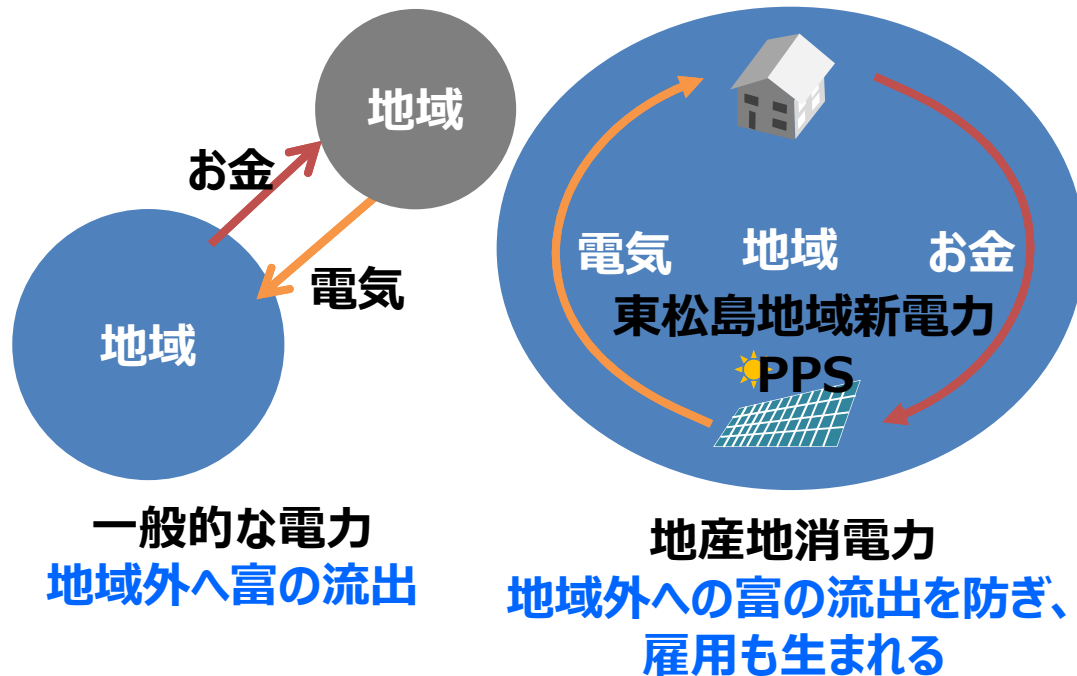 地域
お金
電気
地域
一般的な電力
地域外へ富の流出
電気
地域
お金
東松島地域新電力
PPS
地産地消電力
地域外への富の流出を防ぎ、
雇用も生まれる